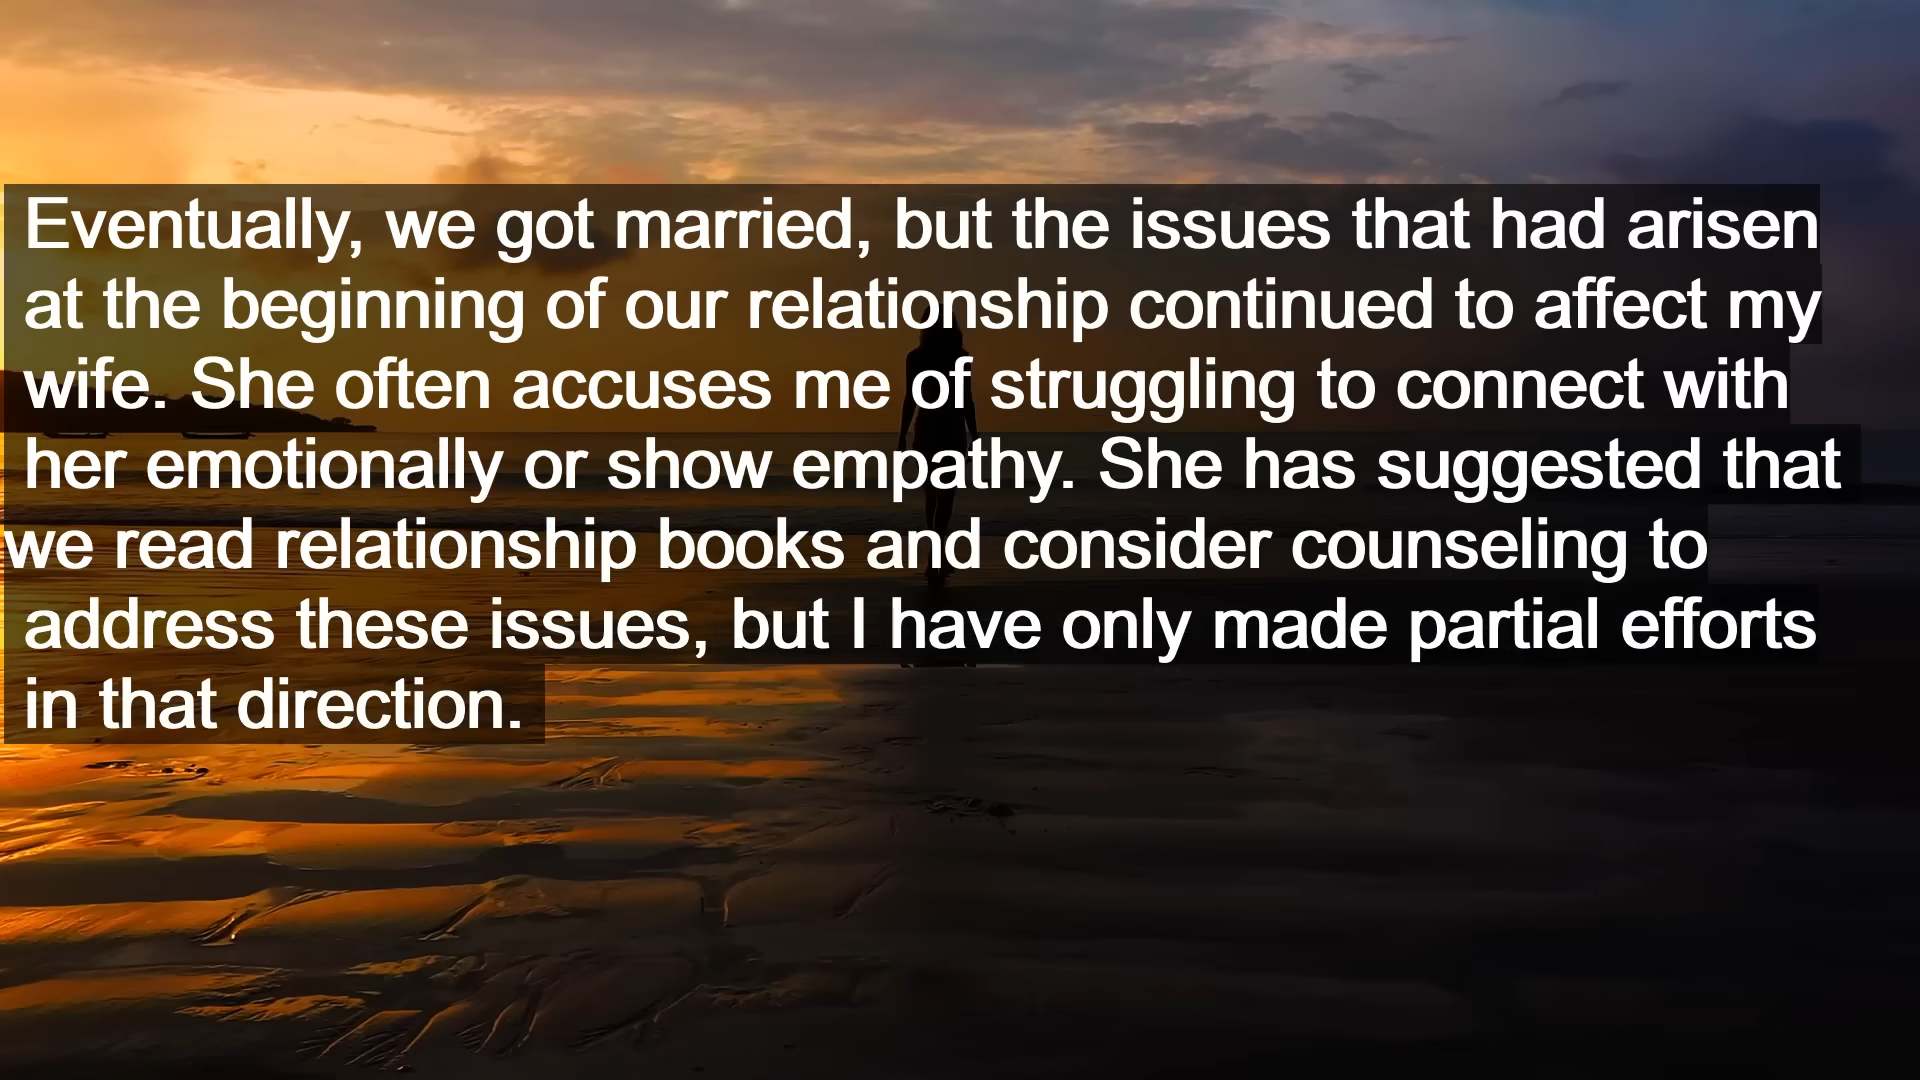 Eventually, we got married, but the issues that had arisen
at the beginning of our relationship continued to affect my
wife. She often accuses me of struggling to connect with
her emotionally or show empathy. She has suggested that
we read relationship books and consider counseling to
address these issues, but I have only made partial efforts
in that direction.